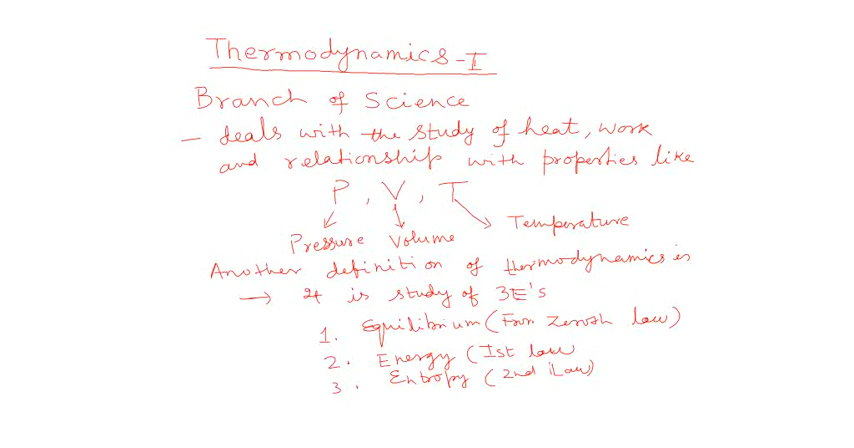 Thermodynamics - I
Branch of Science
- deals with the study of heat, work
and relationship with properties like
P, V, T
Temperature
Pressure Volume
Another definition of thermodynamics is
→ It is study of 3E's
1. Equilibrium (From Zeroth law)
2. Energy (Ist law
3. Entropy (2nd Law)